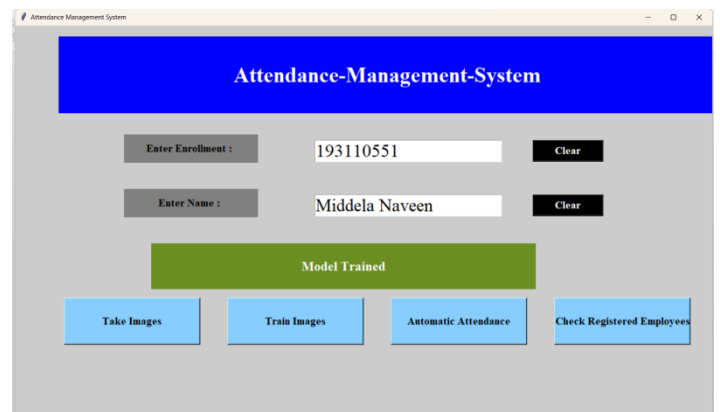 Attendance Management System
Attendance-Management-System
Enter Enrollment : 193110551 Clear
Enter Name : Middela Naveen Clear
Model Trained
Take Images Train Images Automatic Attendance Check Registered Employees